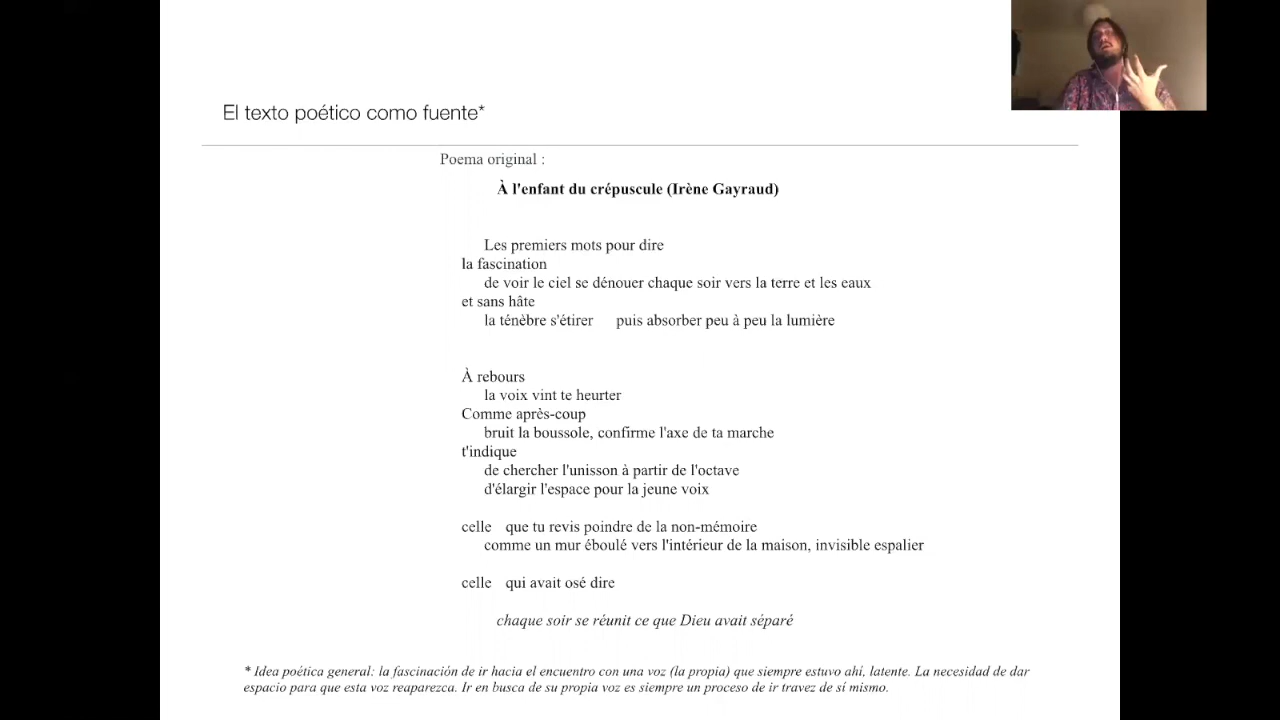 El texto poético como fuente*
Poema original :
À l'enfant du crépuscule (Irène Gayraud)
Les premiers mots pour dire
la fascination
de voir le ciel se dénouer chaque soir vers la terre et les eaux
et sans hâte
la ténèbre s'étirer puis absorber peu à peu la lumière
À rebours
la voix vint te heurter
Comme après-coup
bruit la boussole, confirme l'axe de ta marche
t'indique
de chercher l'unisson à partir de l'octave
d'élargir l'espace pour la jeune voix
celle que tu revis poindre de la non-mémoire
comme un mur éboulé vers l'intérieur de la maison, invisible espalier
celle qui avait osé dire
chaque soir se réunit ce que Dieu avait séparé
* Idea poética general: la fascinación de ir hacia el encuentro con una voz (la propia) que siempre estuvo ahí, latente. La necesidad de dar
espacio para que esta voz reaparezca. Ir en busca de su propia voz es siempre un proceso de ir travez de sí mismo.